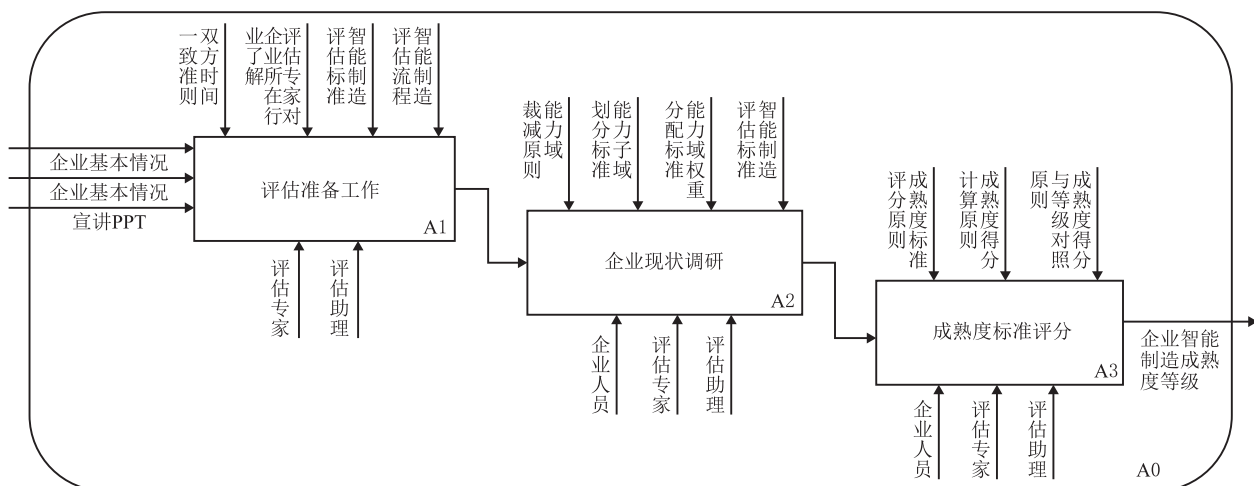 双方时间
一致准则
评估专家对
企业所在行
业了解
智能制造
评估标准
智能制造
评估流程
企业基本情况
企业基本情况
宣讲PPT
评估准备工作
A1
评估专家
评估助理
能力域
裁减原则
能力子域
划分标准
能力域权重
分配标准
智能制造
评估标准
企业现状调研
A2
企业人员
评估专家
评估助理
成熟度标准
评分原则
成熟度得分
计算原则
成熟度得分
与等级对照
原则
成熟度标准评分
A3
企业人员
评估专家
评估助理
企业智能
制造成熟
度等级
A0